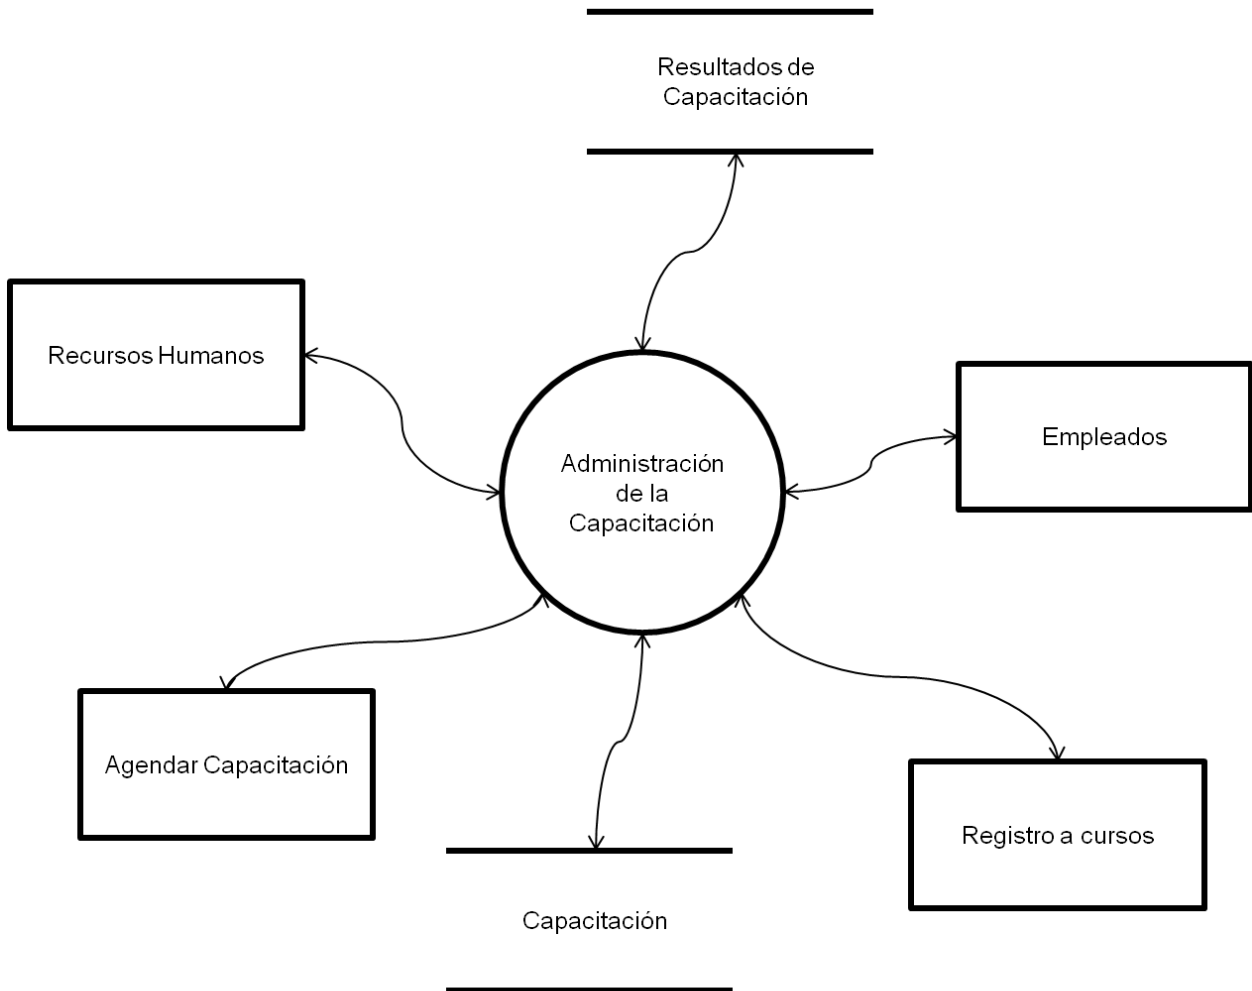 Resultados de
Capacitación
Recursos Humanos
Empleados
Administración
de la
Capacitación
Agendar Capacitación
Registro a cursos
Capacitación